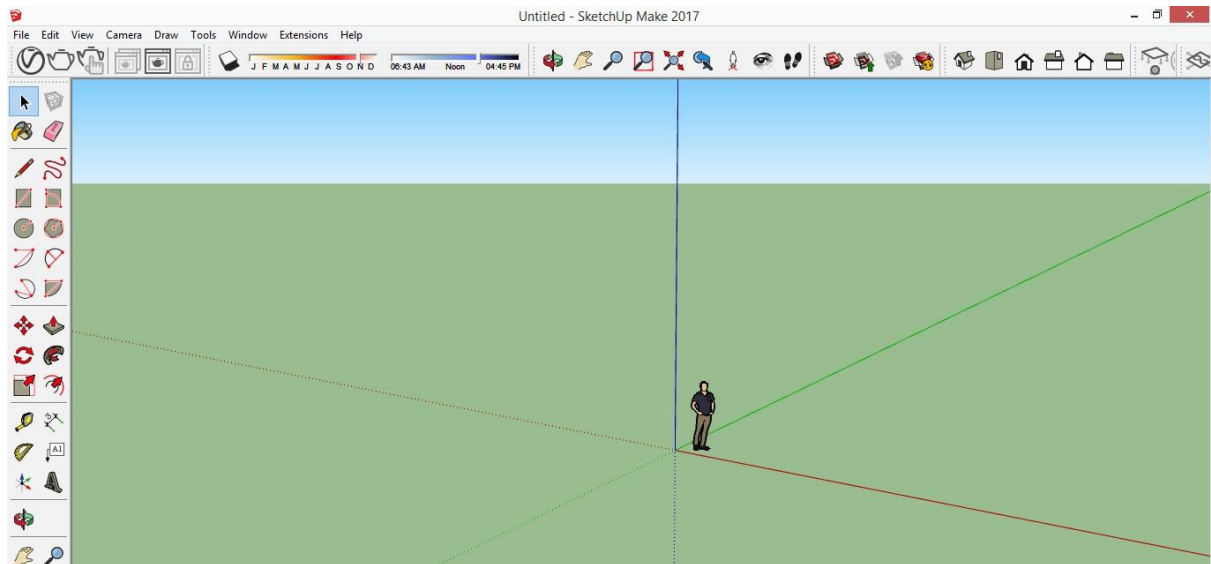 Untitled - SketchUp Make 2017
File Edit View Camera Draw Tools Window Extensions Help
J F M A M J J A S O N D 06:43 AM Noon 04:45 PM
A1